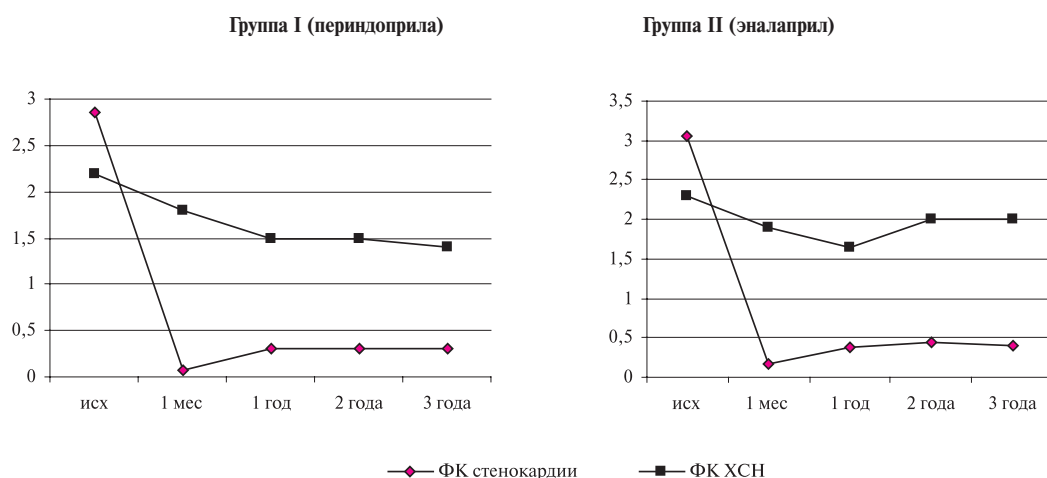 Группа I (периндоприла)
Группа II (эналаприл)
3
2,5
2
1,5
1
0,5
0
исх 1 мес 1 год 2 года 3 года
3,5
3
2,5
2
1,5
1
0,5
0
исх 1 мес 1 год 2 года 3 года
ФК стенокардии
ФК ХСН